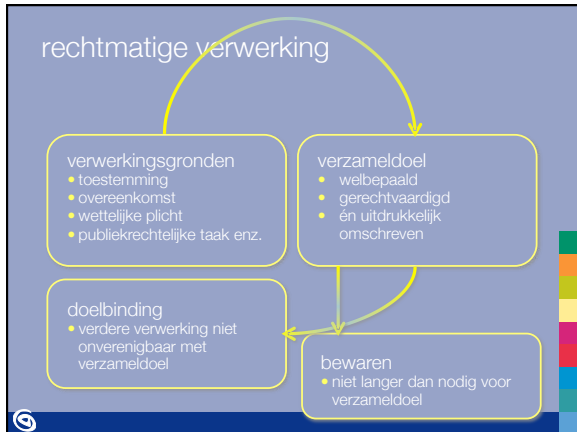 rechtmatige verwerking
verwerkingsgronden
• toestemming
• overeenkomst
• wettelijke plicht
• publiekrechtelijke taak enz.
verzameldoel
• welbepaald
• gerechtvaardigd
• én uitdrukkelijk
omschreven
doelbinding
• verdere verwerking niet
onverenigbaar met
verzameldoel
bewaren
• niet langer dan nodig voor
verzameldoel